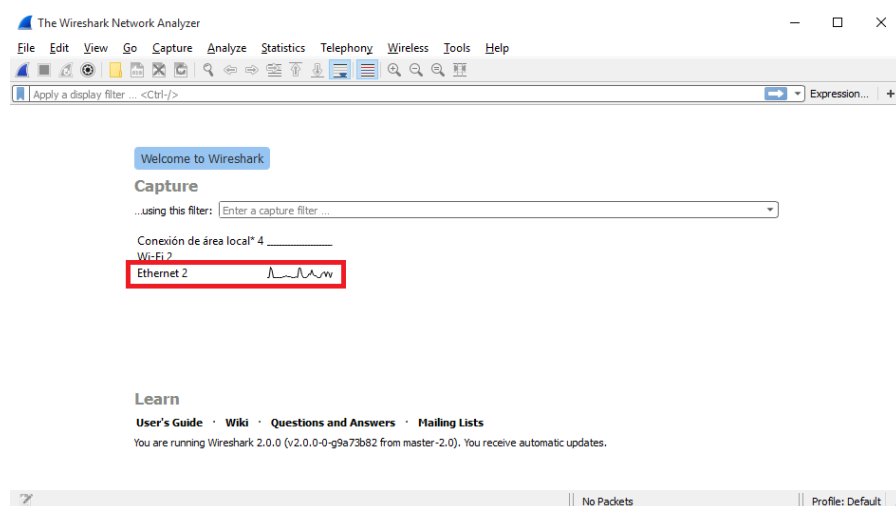 The Wireshark Network Analyzer
File Edit View Go Capture Analyze Statistics Telephony Wireless Tools Help
Apply a display filter ... <Ctrl-/> Expression... +
Welcome to Wireshark
Capture
...using this filter: Enter a capture filter ...
Conexión de área local* 4
Wi-Fi 2
Ethernet 2
Learn
User's Guide · Wiki · Questions and Answers · Mailing Lists
You are running Wireshark 2.0.0 (v2.0.0-0-g9a73b82 from master-2.0). You receive automatic updates.
No Packets Profile: Default